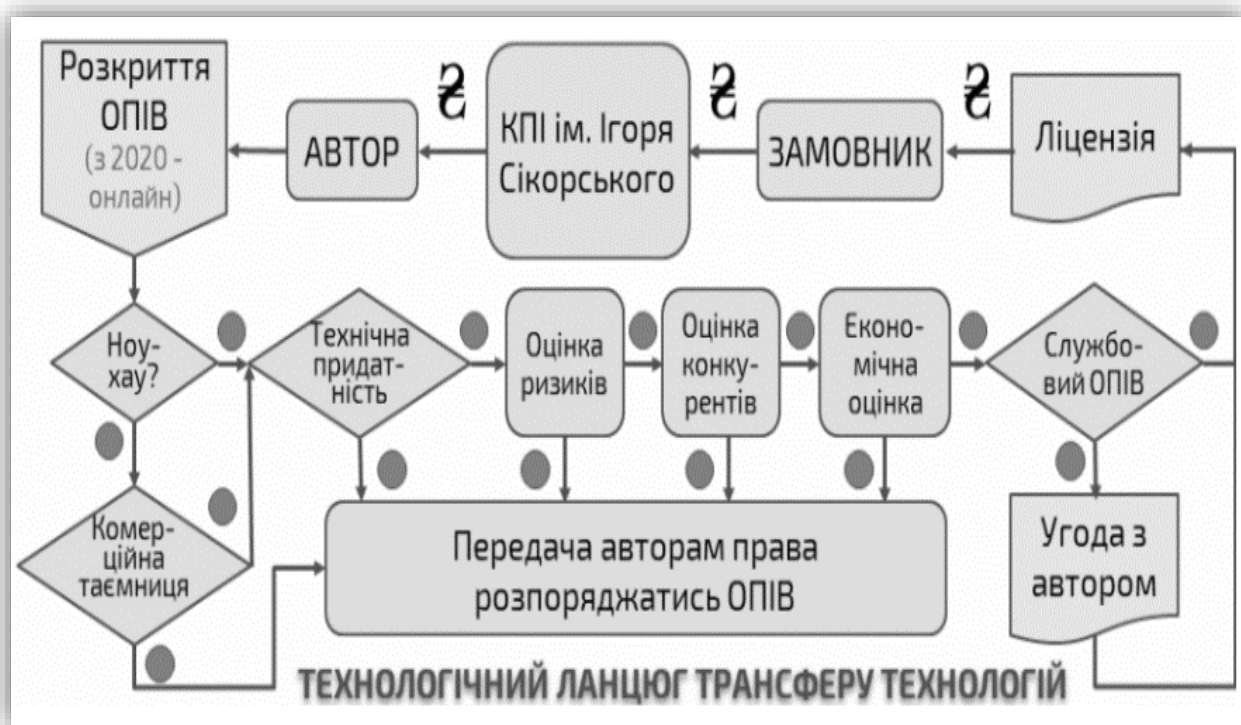 Розкриття
ОПІВ
(з 2020 -
онлайн)
АВТОР
₴
КПІ ім. Ігоря
Сікорського
₴
ЗАМОВНИК
₴
Ліцензія
Ноу-
хау?
Технічна
придат-
ність
Оцінка
ризиків
Оцінка
конку-
рентів
Еконо-
мічна
оцінка
Службо-
вий ОПІВ
Комер-
ційна
таємниця
Передача авторам права
розпоряджатись ОПІВ
Угода з
автором
ТЕХНОЛОГІЧНИЙ ЛАНЦЮГ ТРАНСФЕРУ ТЕХНОЛОГІЙ